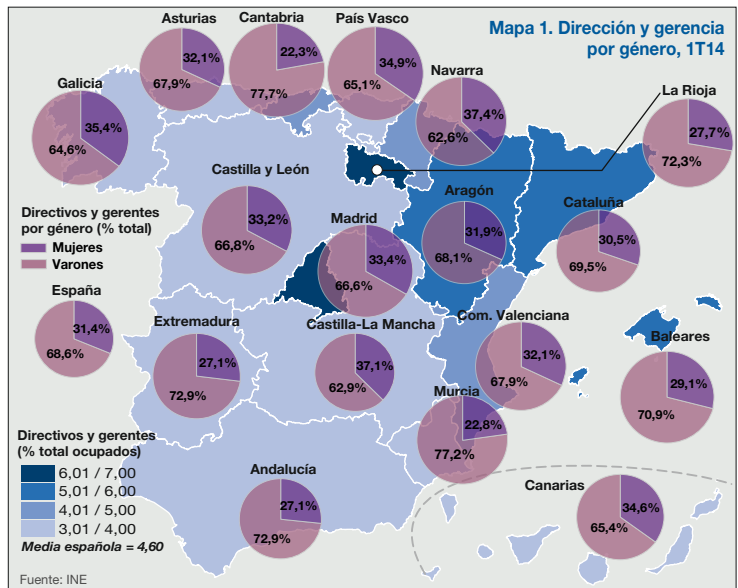 Mapa 1. Dirección y gerencia
por género, 1T14
Asturias
32,1%
67,9%
Cantabria
22,3%
77,7%
País Vasco
34,9%
65,1%
Navarra
37,4%
62,6%
La Rioja
27,7%
72,3%
Galicia
35,4%
64,6%
Castilla y León
33,2%
66,8%
Aragón
31,9%
68,1%
Cataluña
30,5%
69,5%
Directivos y gerentes
por género (% total)
Mujeres
Varones
Madrid
33,4%
66,6%
España
31,4%
68,6%
Extremadura
27,1%
72,9%
Castilla-La Mancha
37,1%
62,9%
Com. Valenciana
32,1%
67,9%
Baleares
29,1%
70,9%
Murcia
22,8%
77,2%
Directivos y gerentes
(% total ocupados)
6,01 / 7,00
5,01 / 6,00
4,01 / 5,00
3,01 / 4,00
Media española = 4,60
Andalucía
27,1%
72,9%
Canarias
34,6%
65,4%
Fuente: INE